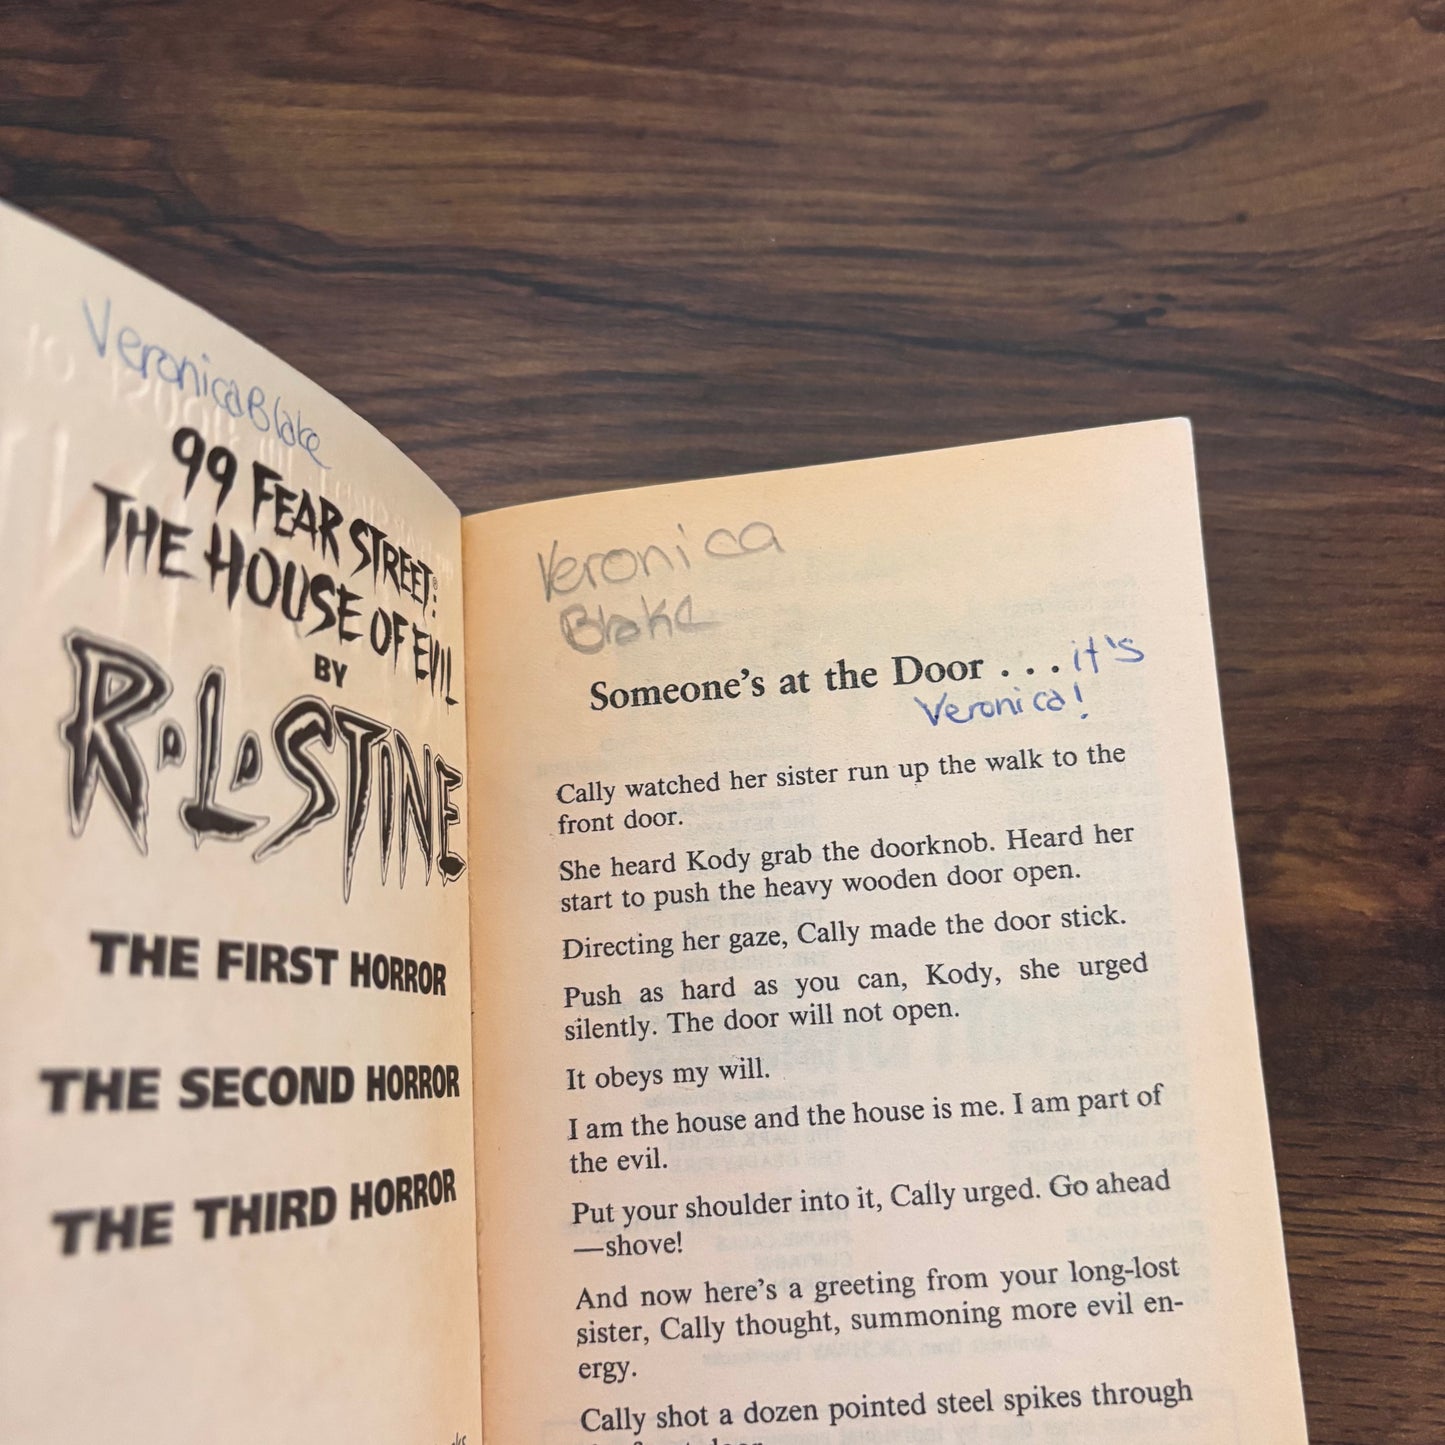 Veronica Blake
99 FEAR STREET®:
THE HOUSE OF EVIL
BY
R.L. STINE
THE FIRST HORROR
THE SECOND HORROR
THE THIRD HORROR
Veronica
Blake
Someone's at the Door . . . it's
Veronica!
Cally watched her sister run up the walk to the
front door.
She heard Kody grab the doorknob. Heard her
start to push the heavy wooden door open.
Directing her gaze, Cally made the door stick.
Push as hard as you can, Kody, she urged
silently. The door will not open.
It obeys my will.
I am the house and the house is me. I am part of
the evil.
Put your shoulder into it, Cally urged. Go ahead
—shove!
And now here's a greeting from your long-lost
sister, Cally thought, summoning more evil en-
ergy.
Cally shot a dozen pointed steel spikes through